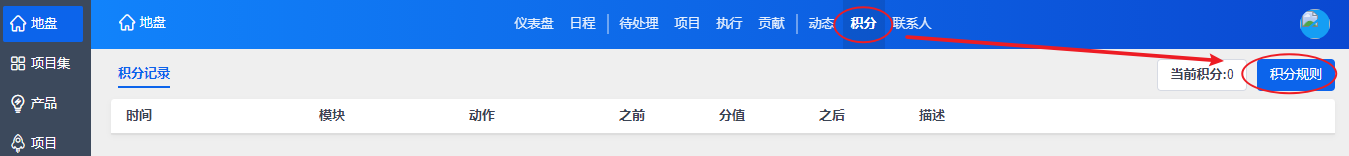 地盘
项目集
产品
项目
地盘 仪表盘 日程 待处理 项目 执行 贡献 动态 积分 联系人
积分记录 当前积分:0 积分规则
时间 模块 动作 之前 分值 之后 描述